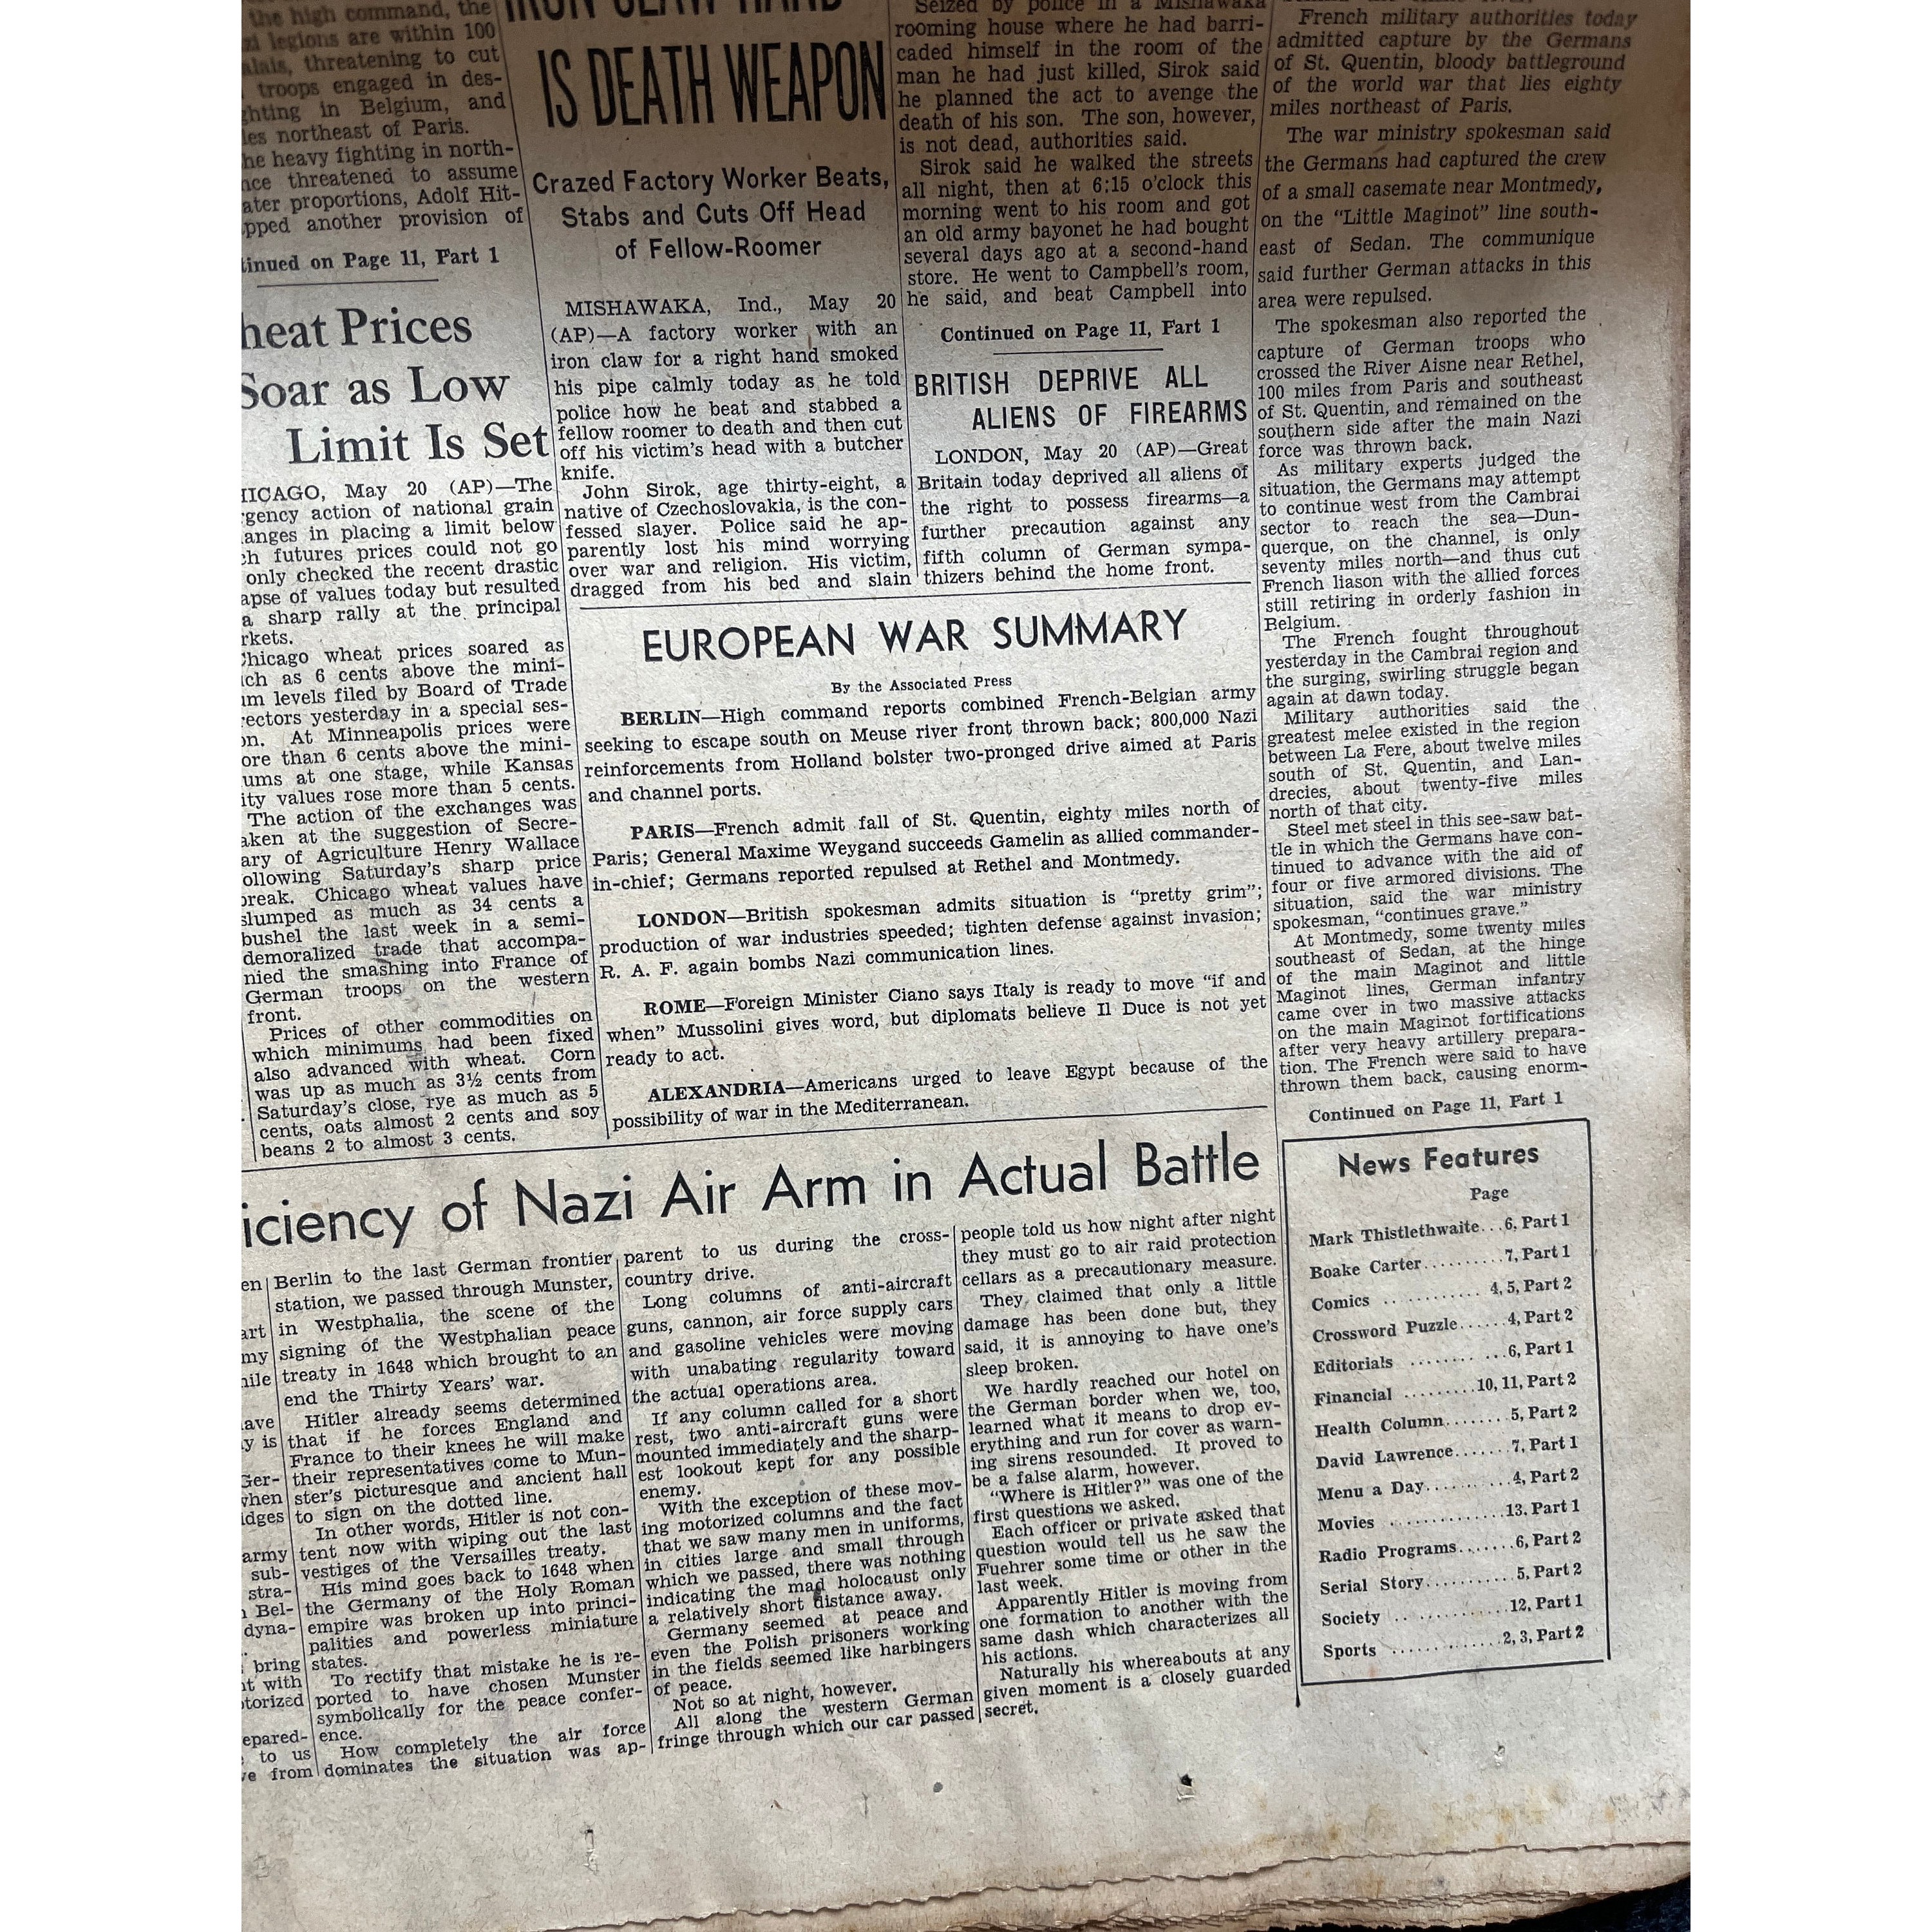 the high command, the
legions are within 100
threatening to cut
troops engaged in des-
ghting in Belgium, and
les northeast of Paris.
he heavy fighting in north-
nce threatened to assume
ater proportions, Adolf Hit-
pped another provision of
tinued on Page 11, Part 1
heat Prices
Soar as Low
Limit Is Set
HICAGO, May 20 (AP)—The
rgency action of national grain
anges in placing a limit below
ch futures prices could not go
only checked the recent drastic
apse of values today but resulted
a sharp rally at the principal
rkets.
Chicago wheat prices soared as
ich as 6 cents above the mini-
um levels filed by Board of Trade
rectors yesterday in a special ses-
on. At Minneapolis prices were
ore than 6 cents above the mini-
ums at one stage, while Kansas
ity values rose more than 5 cents.
The action of the exchanges was
aken at the suggestion of Secre-
ary of Agriculture Henry Wallace
ollowing Saturday's sharp price
break. Chicago wheat values have
slumped as much as 34 cents a
bushel the last week in a semi-
demoralized trade that accompa-
nied the smashing into France of
German troops on the western
front.
Prices of other commodities on
which minimums had been fixed
also advanced with wheat. Corn
was up as much as 3½ cents from
Saturday's close, rye as much as 5
cents, oats almost 2 cents and soy
beans 2 to almost 3 cents.
IRON CLAW HAND
IS DEATH WEAPON
Crazed Factory Worker Beats,
Stabs and Cuts Off Head
of Fellow-Roomer
MISHAWAKA, Ind., May 20
(AP)—A factory worker with an
iron claw for a right hand smoked
his pipe calmly today as he told
police how he beat and stabbed a
fellow roomer to death and then cut
off his victim's head with a butcher
knife.
John Sirok, age thirty-eight, a
native of Czechoslovakia, is the con-
fessed slayer. Police said he ap-
parently lost his mind worrying
over war and religion. His victim,
dragged from his bed and slain
Seized by police in a Mishawaka
rooming house where he had barri-
caded himself in the room of the
man he had just killed, Sirok said
he planned the act to avenge the
death of his son. The son, however,
is not dead, authorities said.
Sirok said he walked the streets
all night, then at 6:15 o'clock this
morning went to his room and got
an old army bayonet he had bought
several days ago at a second-hand
store. He went to Campbell's room,
he said, and beat Campbell into
Continued on Page 11, Part 1
BRITISH DEPRIVE ALL
ALIENS OF FIREARMS
LONDON, May 20 (AP)—Great
Britain today deprived all aliens of
the right to possess firearms—a
further precaution against any
fifth column of German sympa-
thizers behind the home front.
EUROPEAN WAR SUMMARY
By the Associated Press
BERLIN—High command reports combined French-Belgian army
seeking to escape south on Meuse river front thrown back; 800,000 Nazi
reinforcements from Holland bolster two-pronged drive aimed at Paris
and channel ports.
PARIS—French admit fall of St. Quentin, eighty miles north of
Paris; General Maxime Weygand succeeds Gamelin as allied commander-
in-chief; Germans reported repulsed at Rethel and Montmedy.
LONDON—British spokesman admits situation is "pretty grim";
production of war industries speeded; tighten defense against invasion;
R. A. F. again bombs Nazi communication lines.
ROME—Foreign Minister Ciano says Italy is ready to move "if and
when" Mussolini gives word, but diplomats believe Il Duce is not yet
ready to act.
ALEXANDRIA—Americans urged to leave Egypt because of the
possibility of war in the Mediterranean.
French military authorities today
admitted capture by the Germans
of St. Quentin, bloody battleground
of the world war that lies eighty
miles northeast of Paris.
The war ministry spokesman said
the Germans had captured the crew
of a small casemate near Montmedy,
on the "Little Maginot" line south-
east of Sedan. The communique
said further German attacks in this
area were repulsed.
The spokesman also reported the
capture of German troops who
crossed the River Aisne near Rethel,
100 miles from Paris and southeast
of St. Quentin, and remained on the
southern side after the main Nazi
force was thrown back.
As military experts judged the
situation, the Germans may attempt
to continue west from the Cambrai
sector to reach the sea—Dun-
querque, on the channel, is only
seventy miles north—and thus cut
French liason with the allied forces
still retiring in orderly fashion in
Belgium.
The French fought throughout
yesterday in the Cambrai region and
the surging, swirling struggle began
again at dawn today.
Military authorities said the
greatest melee existed in the region
between La Fere, about twelve miles
south of St. Quentin, and Lan-
drecies, about twenty-five miles
north of that city.
Steel met steel in this see-saw bat-
tle in which the Germans have con-
tinued to advance with the aid of
four or five armored divisions. The
situation, said the war ministry
spokesman, "continues grave."
At Montmedy, some twenty miles
southeast of Sedan, at the hinge
of the main Maginot and little
Maginot lines, German infantry
came over in two massive attacks
on the main Maginot fortifications
after very heavy artillery prepara-
tion. The French were said to have
thrown them back, causing enorm-
Continued on Page 11, Part 1
iciency of Nazi Air Arm in Actual Battle
en
art
my
hile
ave
y is
Ger-
when
idges
army
sub-
stra-
Bel-
dyna-
bring
t with
torized
epared-
to us
ve from
Berlin to the last German frontier
station, we passed through Munster,
in Westphalia, the scene of the
signing of the Westphalian peace
treaty in 1648 which brought to an
end the Thirty Years' war.
Hitler already seems determined
that if he forces England and
France to their knees he will make
their representatives come to Mun-
ster's picturesque and ancient hall
to sign on the dotted line.
In other words, Hitler is not con-
tent now with wiping out the last
vestiges of the Versailles treaty.
His mind goes back to 1648 when
the Germany of the Holy Roman
empire was broken up into princi-
palities and powerless miniature
states.
To rectify that mistake he is re-
ported to have chosen Munster
symbolically for the peace confer-
ence.
How completely the air force
dominates the situation was ap-
parent to us during the cross-
country drive.
Long columns of anti-aircraft
guns, cannon, air force supply cars
and gasoline vehicles were moving
with unabating regularity toward
the actual operations area.
If any column called for a short
rest, two anti-aircraft guns were
mounted immediately and the sharp-
est lookout kept for any possible
enemy.
With the exception of these mov-
ing motorized columns and the fact
that we saw many men in uniforms,
in cities large and small through
which we passed, there was nothing
indicating the mad holocaust only
a relatively short distance away.
Germany seemed at peace and
even the Polish prisoners working
in the fields seemed like harbingers
of peace.
Not so at night, however.
All along the western German
fringe through which our car passed
people told us how night after night
they must go to air raid protection
cellars as a precautionary measure.
They claimed that only a little
damage has been done but, they
said, it is annoying to have one's
sleep broken.
We hardly reached our hotel on
the German border when we, too,
learned what it means to drop ev-
erything and run for cover as warn-
ing sirens resounded. It proved to
be a false alarm, however.
"Where is Hitler?" was one of the
first questions we asked.
Each officer or private asked that
question would tell us he saw the
Fuehrer some time or other in the
last week.
Apparently Hitler is moving from
one formation to another with the
same dash which characterizes all
his actions.
Naturally his whereabouts at any
given moment is a closely guarded
secret.
News Features
Page
Mark Thistlethwaite...6, Part 1
Boake Carter..........7, Part 1
Comics .. .......... 4, 5, Part 2
Crossword Puzzle......4, Part 2
Editorials ........ ...6, Part 1
Financial .........10, 11, Part 2
Health Column........5, Part 2
David Lawrence.......7, Part 1
Menu a Day...........4, Part 2
Movies .............13, Part 1
Radio Programs.......6, Part 2
Serial Story...........5, Part 2
Society .. ...........12, Part 1
Sports .............2, 3, Part 2